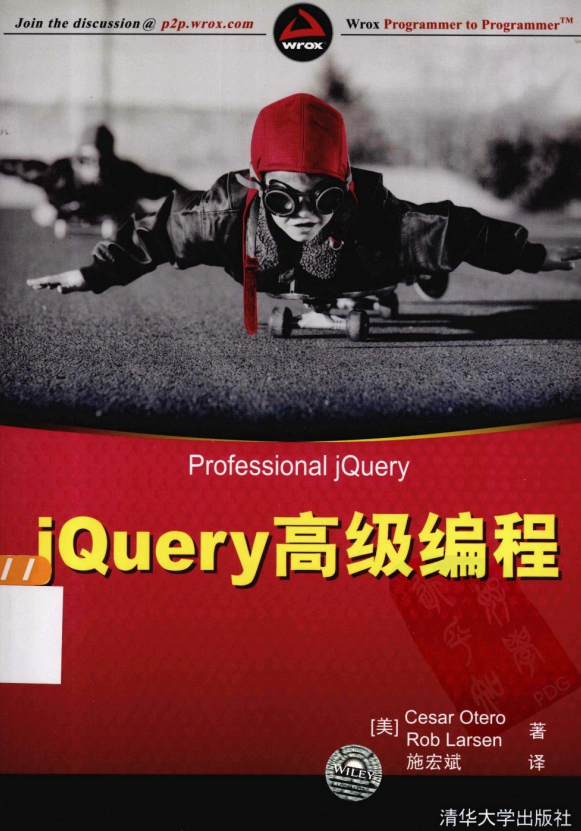 Join the discussion @ p2p.wrox.com
wrox
Wrox Programmer to Programmer™
Professional jQuery
jQuery高级编程
PDG
[美] Cesar Otero
Rob Larsen 著
施宏斌 译
WILEY
清华大学出版社